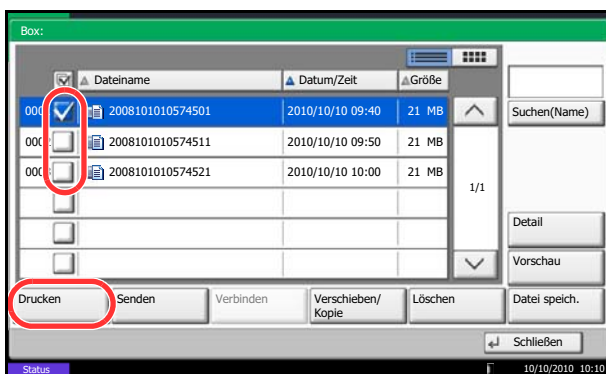 Box:
Dateiname Datum/Zeit Größe
2008101010574501 2010/10/10 09:40 21 MB Suchen(Name)
2008101010574511 2010/10/10 09:50 21 MB
2008101010574521 2010/10/10 10:00 21 MB
1/1
Detail
Vorschau
Drucken Senden Verbinden Verschieben/
Kopie Löschen Datei speich.
Schließen
Status 10/10/2010 10:10